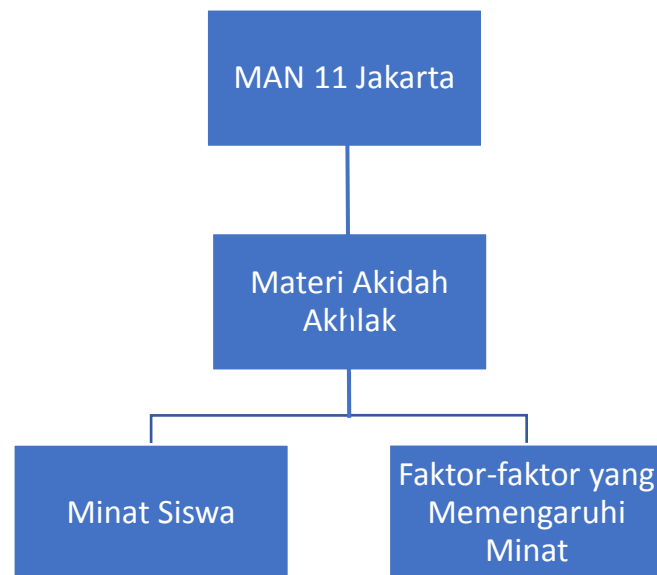 MAN 11 Jakarta
Materi Akidah
Akhlak
Minat Siswa
Faktor-faktor yang
Memengaruhi
Minat